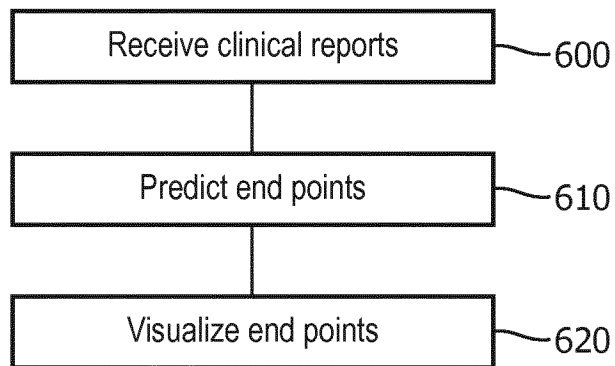 Receive clinical reports
600
Predict end points
610
Visualize end points
620